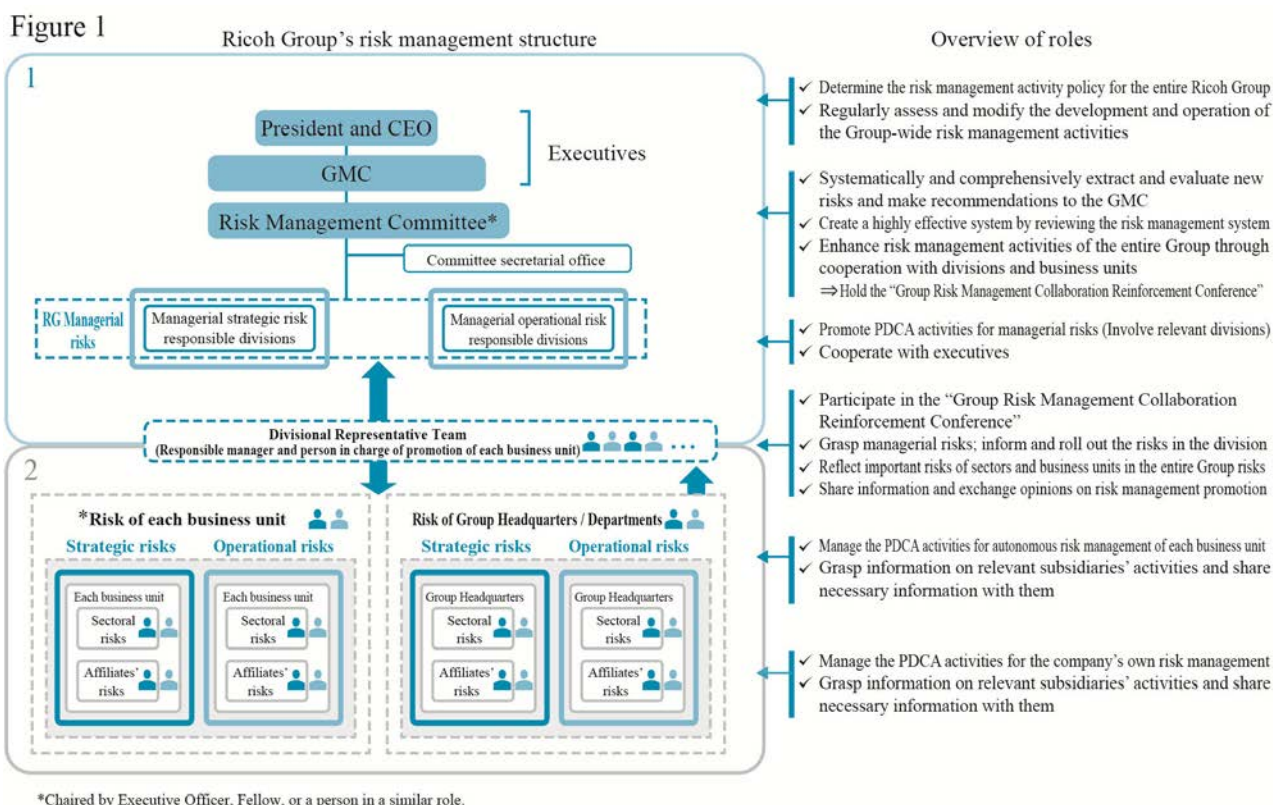 Figure 1
Ricoh Group's risk management structure
Overview of roles
1
President and CEO
GMC
Executives
Risk Management Committee*
Committee secretarial office
RG Managerial
risks
Managerial strategic risk
responsible divisions
Managerial operational risk
responsible divisions
Divisional Representative Team
(Responsible manager and person in charge of promotion of each business unit)
...
2
*Risk of each business unit
Strategic risks
Operational risks
Each business unit
Sectoral
risks
Affiliates'
risks
Each business unit
Sectoral
risks
Affiliates'
risks
Risk of Group Headquarters / Departments
Strategic risks
Operational risks
Group Headquarters
Sectoral
risks
Affiliates'
risks
Group Headquarters
Sectoral
risks
Affiliates'
risks
✓ Determine the risk management activity policy for the entire Ricoh Group
✓ Regularly assess and modify the development and operation
of the Group-wide risk management activities
✓ Systematically and comprehensively extract and evaluate new
risks and make recommendations to the GMC
✓ Create a highly effective system by reviewing the risk management system
✓ Enhance risk management activities of the entire Group through
cooperation with divisions and business units
⇒Hold the "Group Risk Management Collaboration Reinforcement Conference"
✓ Promote PDCA activities for managerial risks (Involve relevant divisions)
✓ Cooperate with executives
✓ Participate in the "Group Risk Management Collaboration
Reinforcement Conference"
✓ Grasp managerial risks; inform and roll out the risks in the division
✓ Reflect important risks of sectors and business units in the entire Group risks
✓ Share information and exchange opinions on risk management promotion
✓ Manage the PDCA activities for autonomous risk management of each business unit
✓ Grasp information on relevant subsidiaries' activities and share
necessary information with them
✓ Manage the PDCA activities for the company's own risk management
✓ Grasp information on relevant subsidiaries' activities and share
necessary information with them
*Chaired by Executive Officer, Fellow, or a person in a similar role.